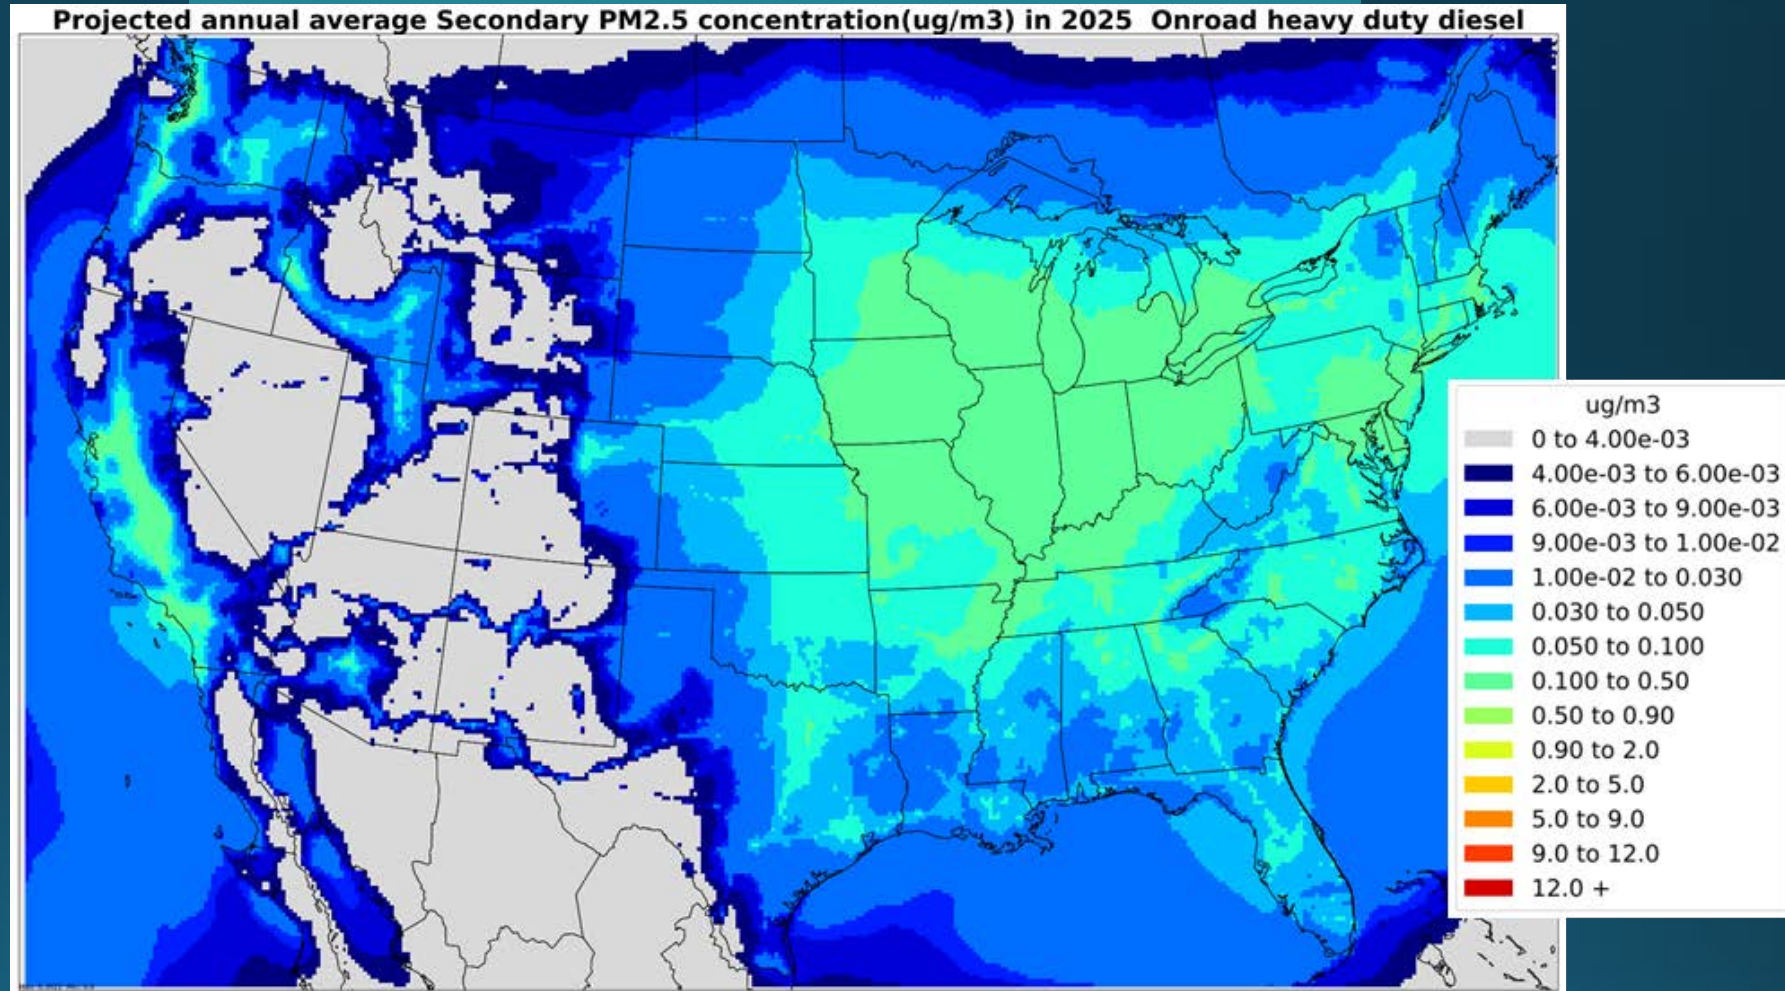 Projected annual average Secondary PM2.5 concentration(ug/m3) in 2025  Onroad heavy duty diesel
ug/m3
0 to 4.00e-03
4.00e-03 to 6.00e-03
6.00e-03 to 9.00e-03
9.00e-03 to 1.00e-02
1.00e-02 to 0.030
0.030 to 0.050
0.050 to 0.100
0.100 to 0.50
0.50 to 0.90
0.90 to 2.0
2.0 to 5.0
5.0 to 9.0
9.0 to 12.0
12.0 +